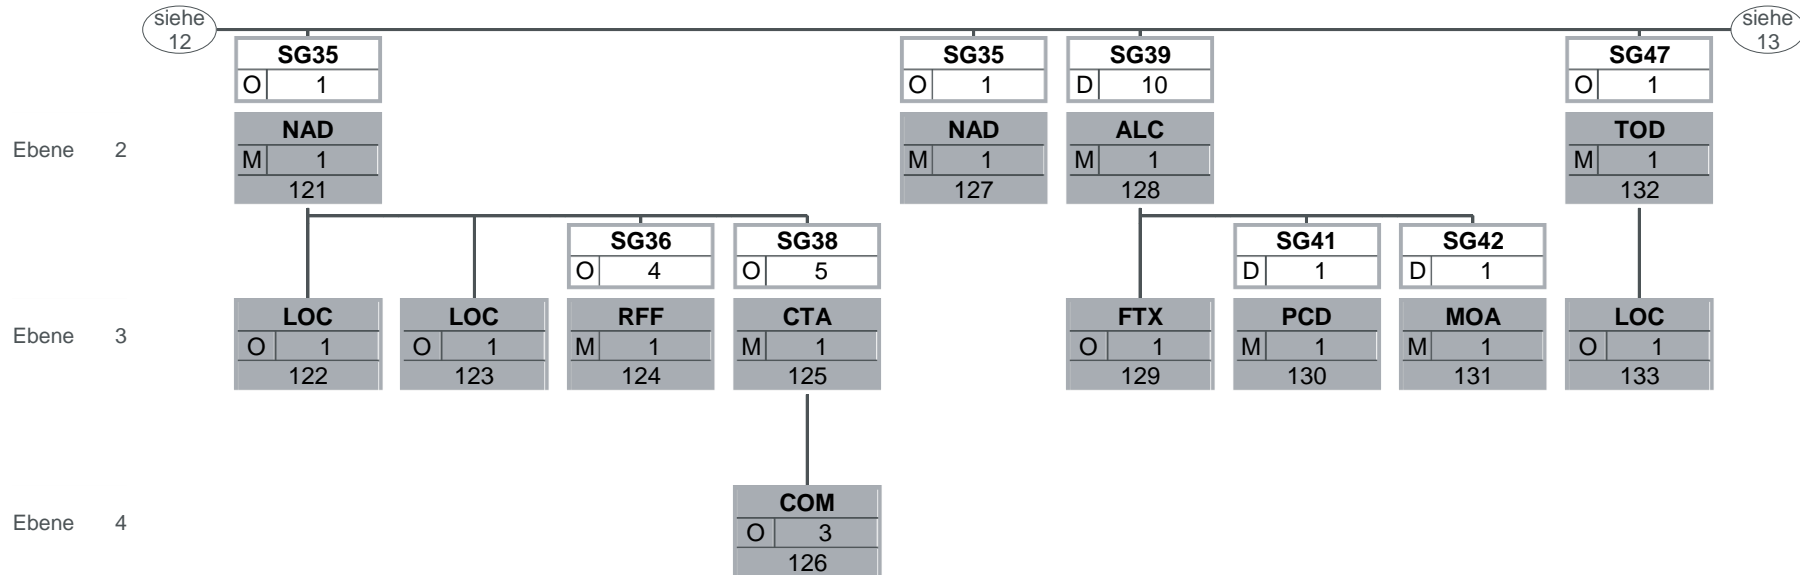 siehe
12
siehe
13
SG35
O 1
SG35
O 1
SG39
D 10
SG47
O 1
Ebene 2
NAD
M 1
121
NAD
M 1
127
ALC
M 1
128
TOD
M 1
132
SG36
O 4
SG38
O 5
SG41
D 1
SG42
D 1
Ebene 3
LOC
O 1
122
LOC
O 1
123
RFF
M 1
124
CTA
M 1
125
FTX
O 1
129
PCD
M 1
130
MOA
M 1
131
LOC
O 1
133
Ebene 4
COM
O 3
126